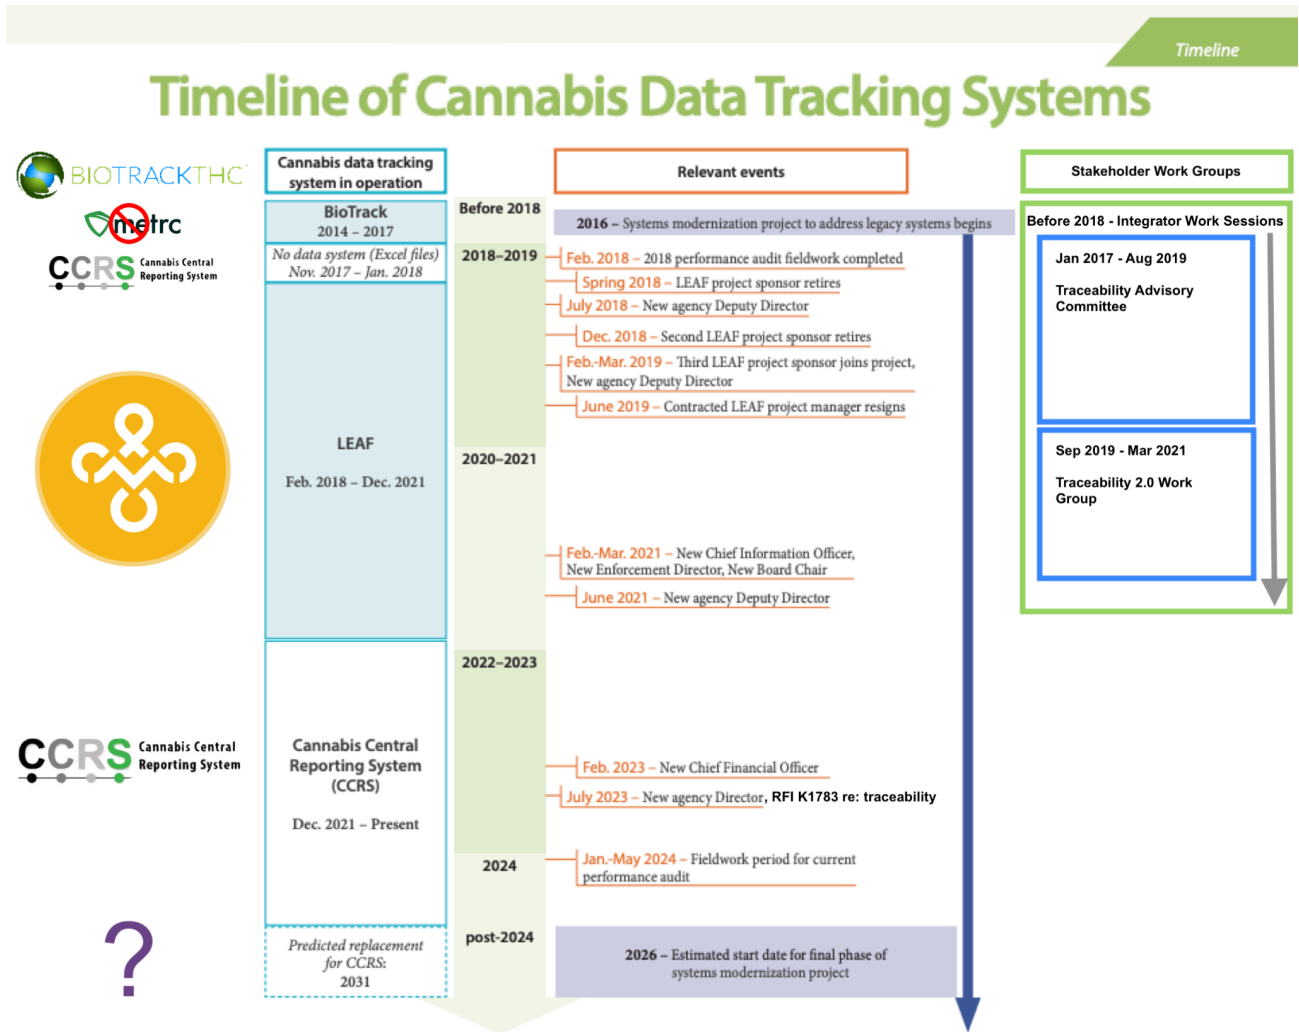 Timeline
Timeline of Cannabis Data Tracking Systems
BIOTRACKTHC
metrc
CCRS Cannabis Central
Reporting System
Cannabis data tracking
system in operation
BioTrack
2014 – 2017
No data system (Excel files)
Nov. 2017 – Jan. 2018
LEAF
Feb. 2018 – Dec. 2021
CCRS Cannabis Central
Reporting System
Cannabis Central
Reporting System
(CCRS)
Dec. 2021 – Present
?
Predicted replacement
for CCRS:
2031
Before 2018
2018–2019
2020–2021
2022–2023
2024
post-2024
Relevant events
2016 – Systems modernization project to address legacy systems begins
Feb. 2018 – 2018 performance audit fieldwork completed
Spring 2018 – LEAF project sponsor retires
July 2018 – New agency Deputy Director
Dec. 2018 – Second LEAF project sponsor retires
Feb.-Mar. 2019 – Third LEAF project sponsor joins project,
New agency Deputy Director
June 2019 – Contracted LEAF project manager resigns
Feb.-Mar. 2021 – New Chief Information Officer,
New Enforcement Director, New Board Chair
June 2021 – New agency Deputy Director
Feb. 2023 – New Chief Financial Officer
July 2023 – New agency Director, RFI K1783 re: traceability
Jan.-May 2024 – Fieldwork period for current
performance audit
2026 – Estimated start date for final phase of
systems modernization project
Stakeholder Work Groups
Before 2018 - Integrator Work Sessions
Jan 2017 - Aug 2019
Traceability Advisory
Committee
Sep 2019 - Mar 2021
Traceability 2.0 Work
Group